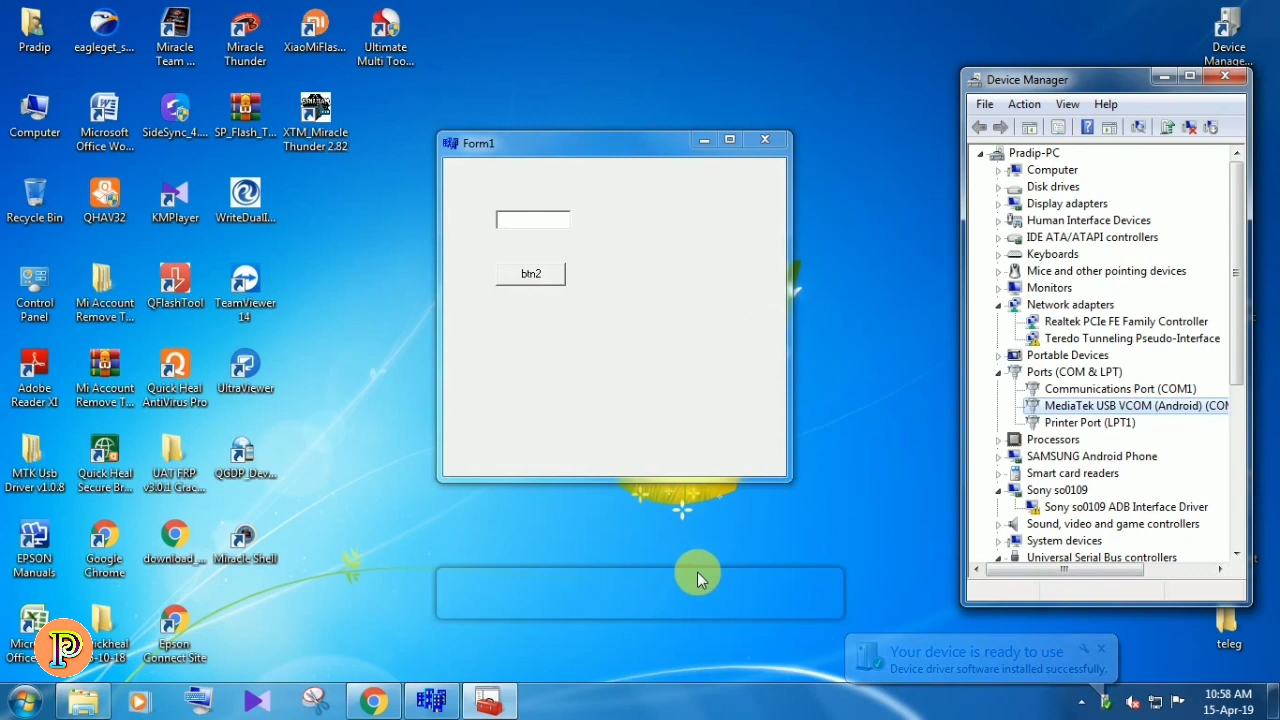 Pradip
eagleget_s...
Miracle
Team ...
Miracle
Thunder
XiaoMiFlas...
Ultimate
Multi Too...
Device
Manage...
Computer
Microsoft
Office Wo...
SideSync_4....
SP_Flash_T...
XTM_Miracle
Thunder 2.82
Recycle Bin
QHAV32
KMPlayer
WriteDualI...
Control
Panel
Mi Account
Remove T...
QFlashTool
TeamViewer
14
Adobe
Reader XI
Mi Account
Remove T...
Quick Heal
AntiVirus Pro
UltraViewer
MTK Usb
Driver v1.0.8
Quick Heal
Secure Br...
UAT FRP
v3.0.1 Crac...
QGDP_Dev...
EPSON
Manuals
Google
Chrome
download_...
Miracle Shell
Office
Epson
Connect Site
Form1
btn2
Device Manager
File Action View Help
Pradip-PC
Computer
Disk drives
Display adapters
Human Interface Devices
IDE ATA/ATAPI controllers
Keyboards
Mice and other pointing devices
Monitors
Network adapters
Realtek PCIe FE Family Controller
Teredo Tunneling Pseudo-Interface
Portable Devices
Ports (COM & LPT)
Communications Port (COM1)
MediaTek USB VCOM (Android) (COM
Printer Port (LPT1)
Processors
SAMSUNG Android Phone
Smart card readers
Sony so0109
Sony so0109 ADB Interface Driver
Sound, video and game controllers
System devices
Universal Serial Bus controllers
teleg
P
Your device is ready to use
Device driver software installed successfully.
10:58 AM
15-Apr-19